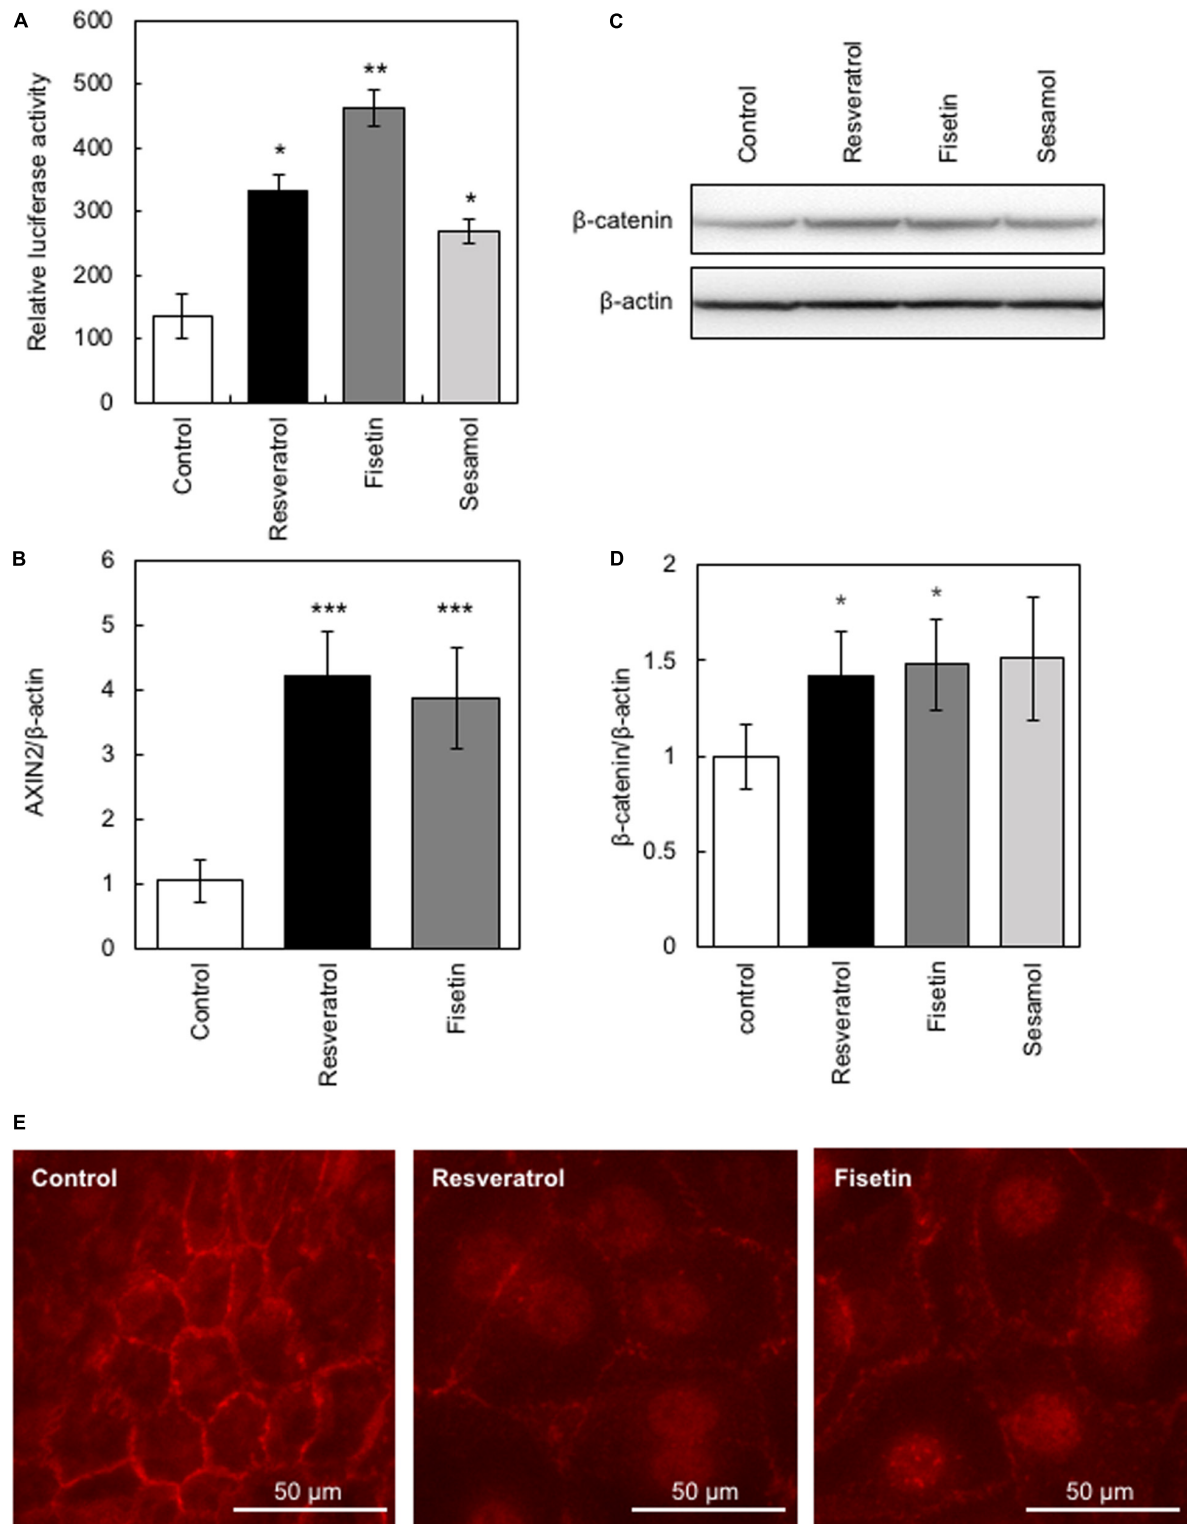 A
600
500
400
300
200
100
0
Relative luciferase activity
*
**
*
Control
Resveratrol
Fisetin
Sesamol
C
Control
Resveratrol
Fisetin
Sesamol
β-catenin
β-actin
B
6
5
4
3
2
1
0
AXIN2/β-actin
***
***
Control
Resveratrol
Fisetin
D
2
1.5
1
0.5
0
β-catenin/β-actin
*
*
control
Resveratrol
Fisetin
Sesamol
E
Control
50 μm
Resveratrol
50 μm
Fisetin
50 μm